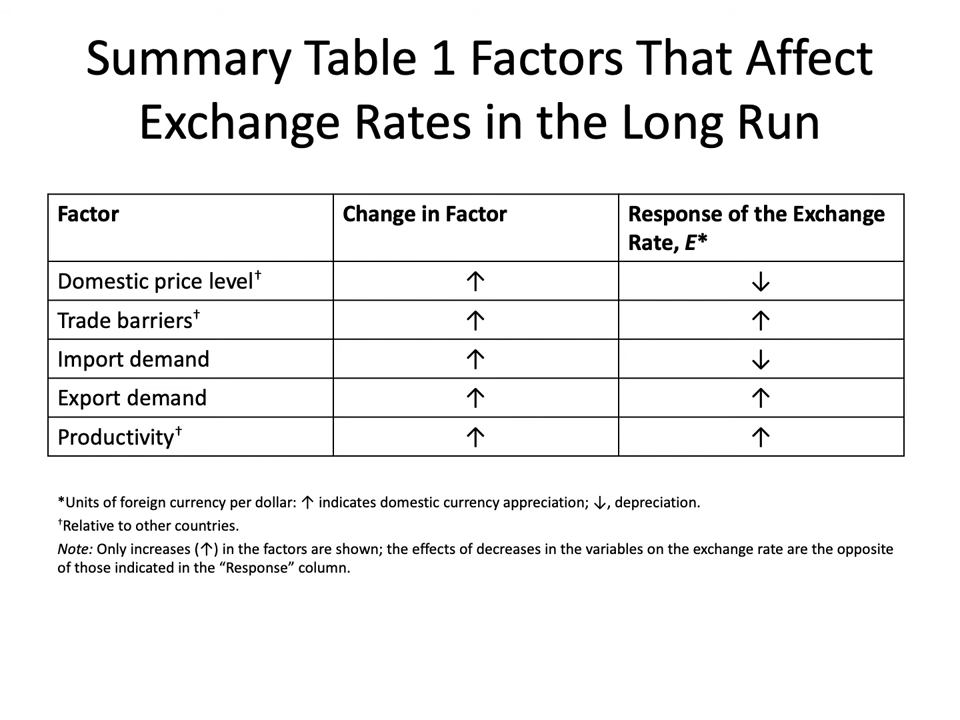 Summary Table 1 Factors That Affect
Exchange Rates in the Long Run
Factor Change in Factor Response of the Exchange
Rate, E*
Domestic price level† ↑ ↓
Trade barriers† ↑ ↑
Import demand ↑ ↓
Export demand ↑ ↑
Productivity† ↑ ↑
*Units of foreign currency per dollar: ↑ indicates domestic currency appreciation; ↓, depreciation.
†Relative to other countries.
Note: Only increases (↑) in the factors are shown; the effects of decreases in the variables on the exchange rate are the opposite
of those indicated in the “Response” column.